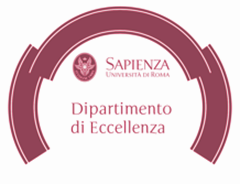 SAPIENZA
UNIVERSITÀ DI ROMA
Dipartimento
di Eccellenza